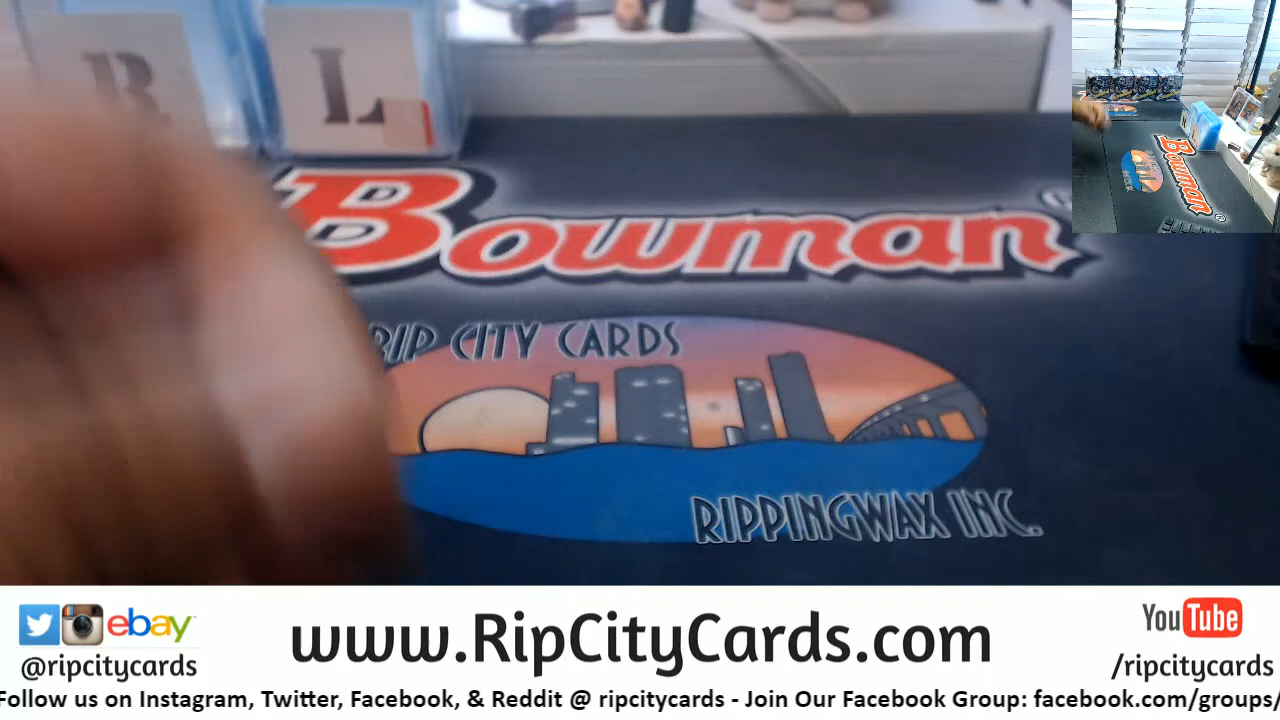 R L
Bowman
RIP CITY CARDS
RIPPINGWAX INC.
Bowman
ebay
@ripcitycards
www.RipCityCards.com
YouTube
/ripcitycards
Follow us on Instagram, Twitter, Facebook, & Reddit @ ripcitycards - Join Our Facebook Group: facebook.com/groups/